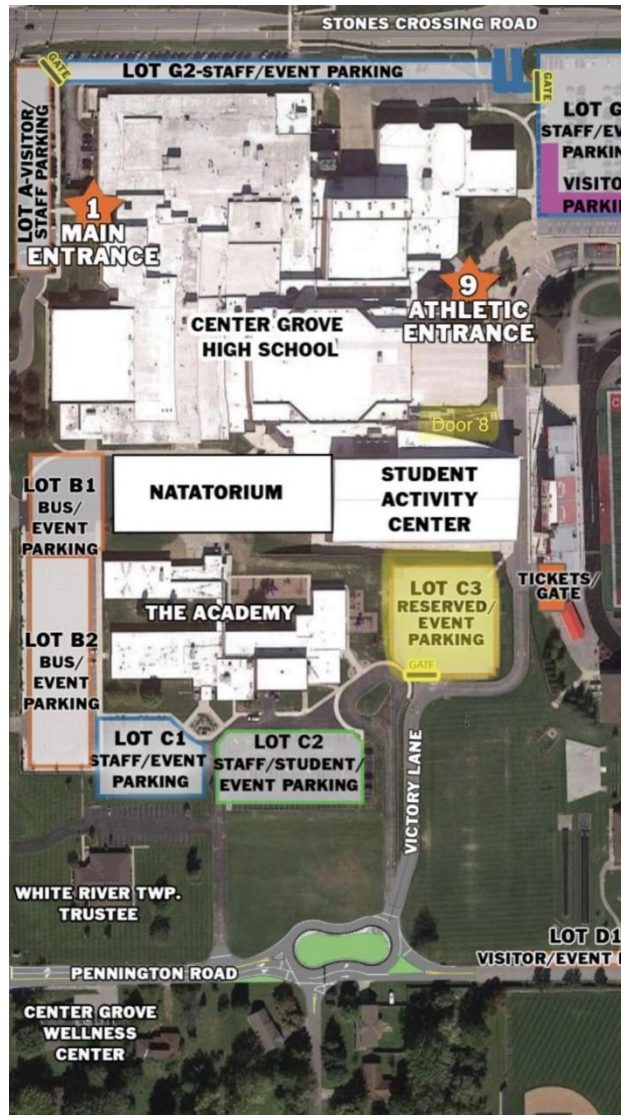 STONES CROSSING ROAD
GATE
LOT G2-STAFF/EVENT PARKING
GATE
LOT A-VISITOR/
STAFF PARKING
LOT G
STAFF/EV
PARKIN
VISITO
PARKIN
1
MAIN
ENTRANCE
9
ATHLETIC
ENTRANCE
CENTER GROVE
HIGH SCHOOL
Door 8
LOT B1
BUS/
EVENT
PARKING
NATATORIUM
STUDENT
ACTIVITY
CENTER
THE ACADEMY
LOT C3
RESERVED/
EVENT
PARKING
GATE
TICKETS/
GATE
LOT B2
BUS/
EVENT
PARKING
LOT C1
STAFF/EVENT
PARKING
LOT C2
STAFF/STUDENT/
EVENT PARKING
VICTORY LANE
WHITE RIVER TWP.
TRUSTEE
LOT D1
VISITOR/EVENT
PENNINGTON ROAD
CENTER GROVE
WELLNESS
CENTER